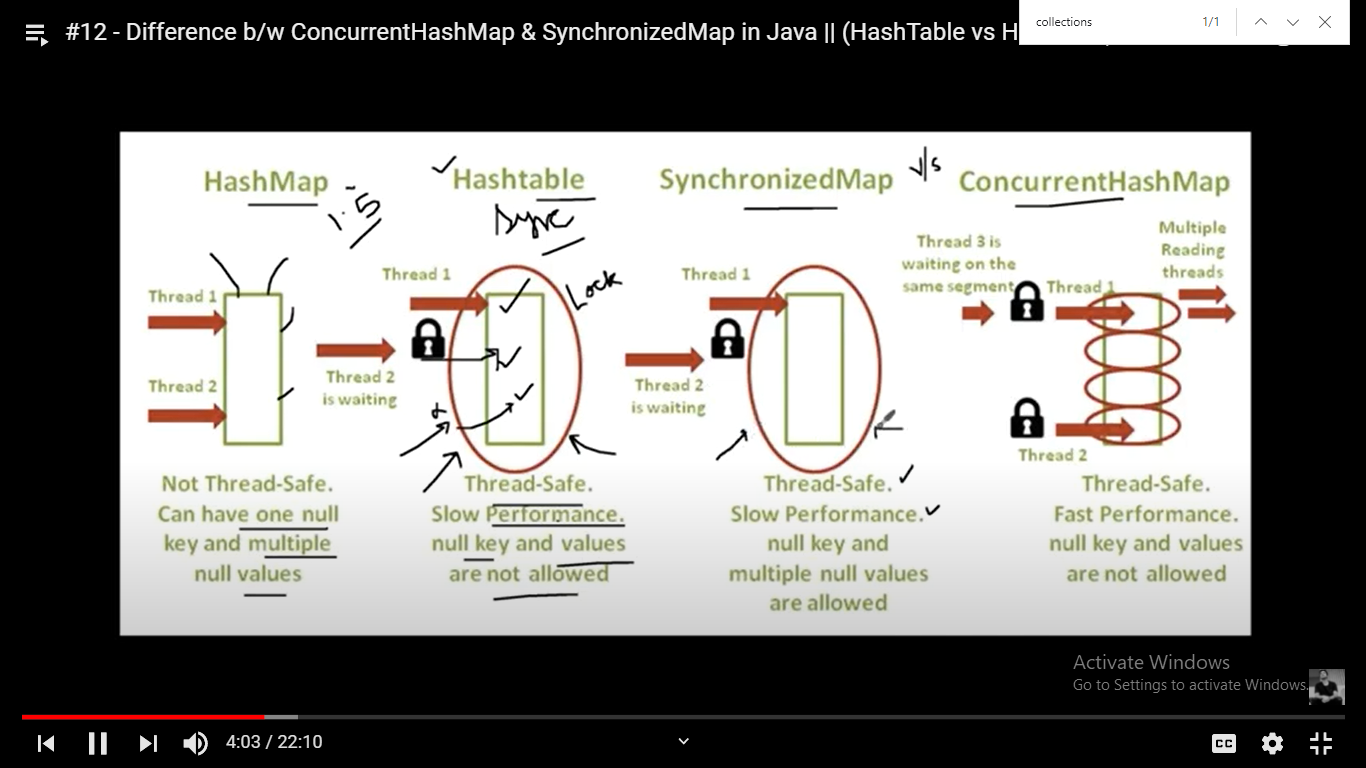 #12 - Difference b/w ConcurrentHashMap & SynchronizedMap in Java || (HashTable vs H
collections
1/1
HashMap
1.5
Hashtable
Sync
SynchronizedMap
v/s
ConcurrentHashMap
Thread 1
Thread 2
Thread 1
Lock
Thread 2
is waiting
Thread 1
Thread 2
is waiting
Thread 3 is
waiting on the
same segment
Thread 1
Multiple
Reading
threads
Thread 2
Not Thread-Safe.
Can have one null
key and multiple
null values
Thread-Safe.
Slow Performance.
null key and values
are not allowed
Thread-Safe.
Slow Performance.
null key and
multiple null values
are allowed
Thread-Safe.
Fast Performance.
null key and values
are not allowed
Activate Windows
Go to Settings to activate Windows.
4:03 / 22:10
CC